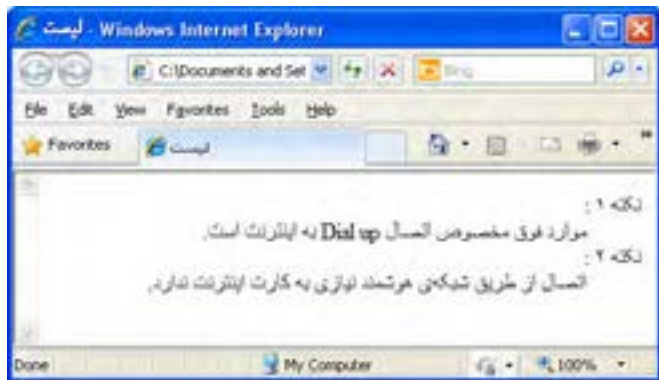 لیست - Windows Internet Explorer
C:\Documents and Set Bing
File Edit View Favorites Tools Help
Favorites لیست
نکته ۱ :
موارد فوق مخصوص اتصال Dial up به اینترنت است.
نکته ۲ :
اتصال از طریق شبکه‌ی هوشمند نیازی به کارت اینترنت ندارد.
Done My Computer 100%